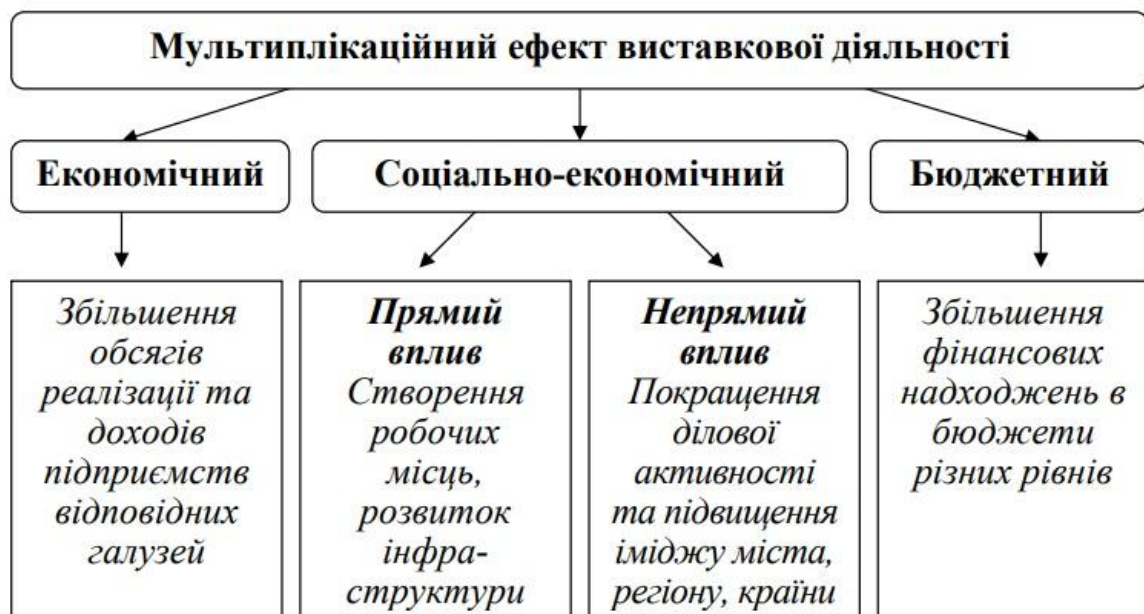 Мультиплікаційний ефект виставкової діяльності
Економічний
Соціально-економічний
Бюджетний
Збільшення
обсягів
реалізації та
доходів
підприємств
відповідних
галузей
Прямий
вплив
Створення
робочих
місць,
розвиток
інфра-
структури
Непрямий
вплив
Покращення
ділової
активності
та підвищення
іміджу міста,
регіону, країни
Збільшення
фінансових
надходжень в
бюджети
різних рівнів